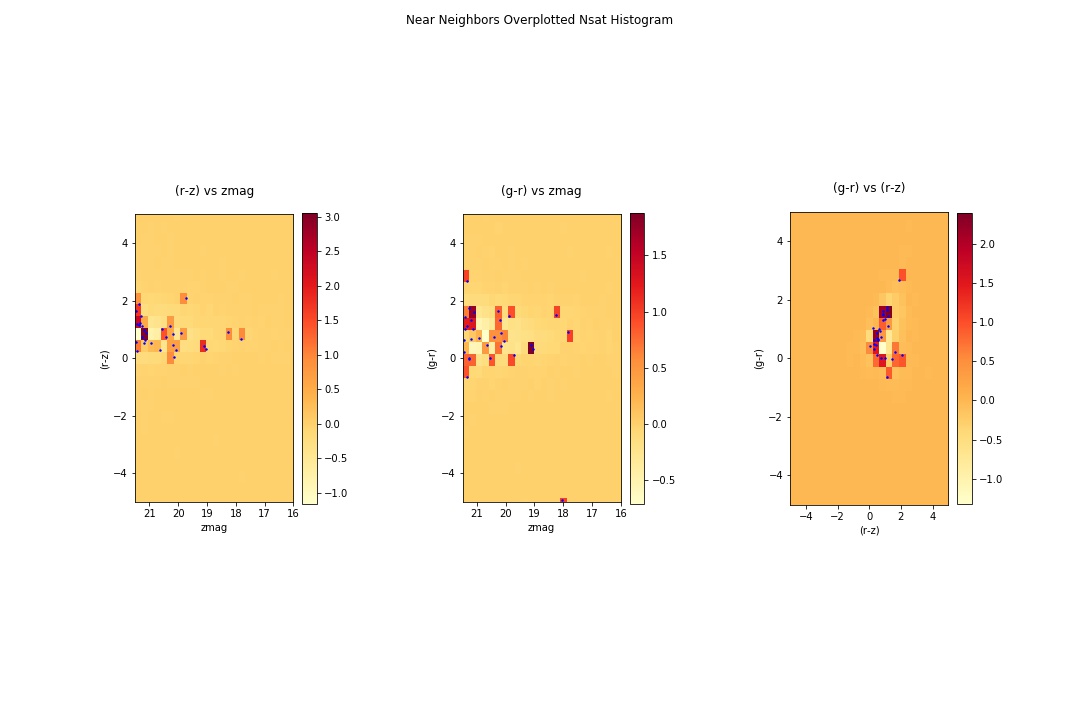 Near Neighbors Overplotted Nsat Histogram
(r-z) vs zmag
4
2
0
−2
−4
(r-z)
21 20 19 18 17 16
zmag
3.0
2.5
2.0
1.5
1.0
0.5
0.0
−0.5
−1.0
(g-r) vs zmag
4
2
0
−2
−4
(g-r)
21 20 19 18 17 16
zmag
1.5
1.0
0.5
0.0
−0.5
(g-r) vs (r-z)
4
2
0
−2
−4
(g-r)
−4 −2 0 2 4
(r-z)
2.0
1.5
1.0
0.5
0.0
−0.5
−1.0